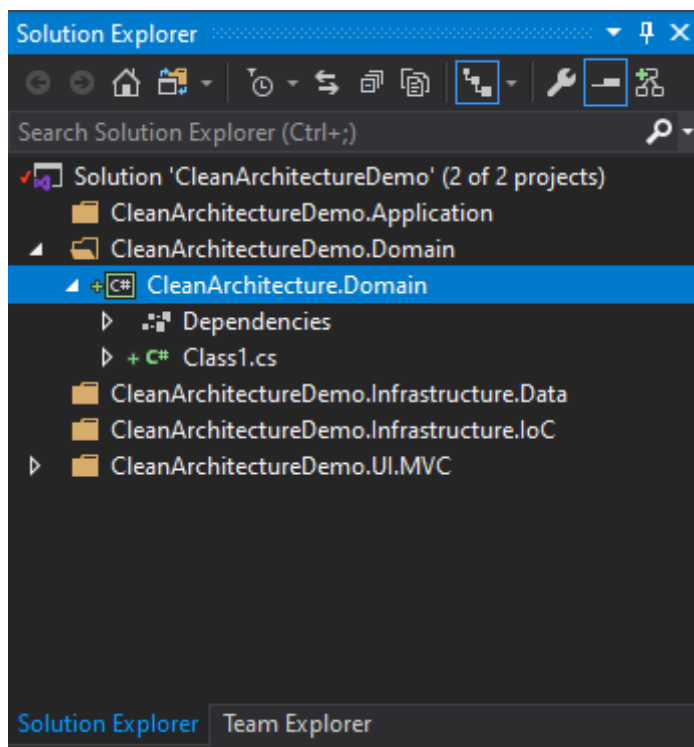 Solution Explorer
Search Solution Explorer (Ctrl+;)
Solution 'CleanArchitectureDemo' (2 of 2 projects)
CleanArchitectureDemo.Application
CleanArchitectureDemo.Domain
C# CleanArchitecture.Domain
Dependencies
C# Class1.cs
CleanArchitectureDemo.Infrastructure.Data
CleanArchitectureDemo.Infrastructure.IoC
CleanArchitectureDemo.UI.MVC
Solution Explorer Team Explorer